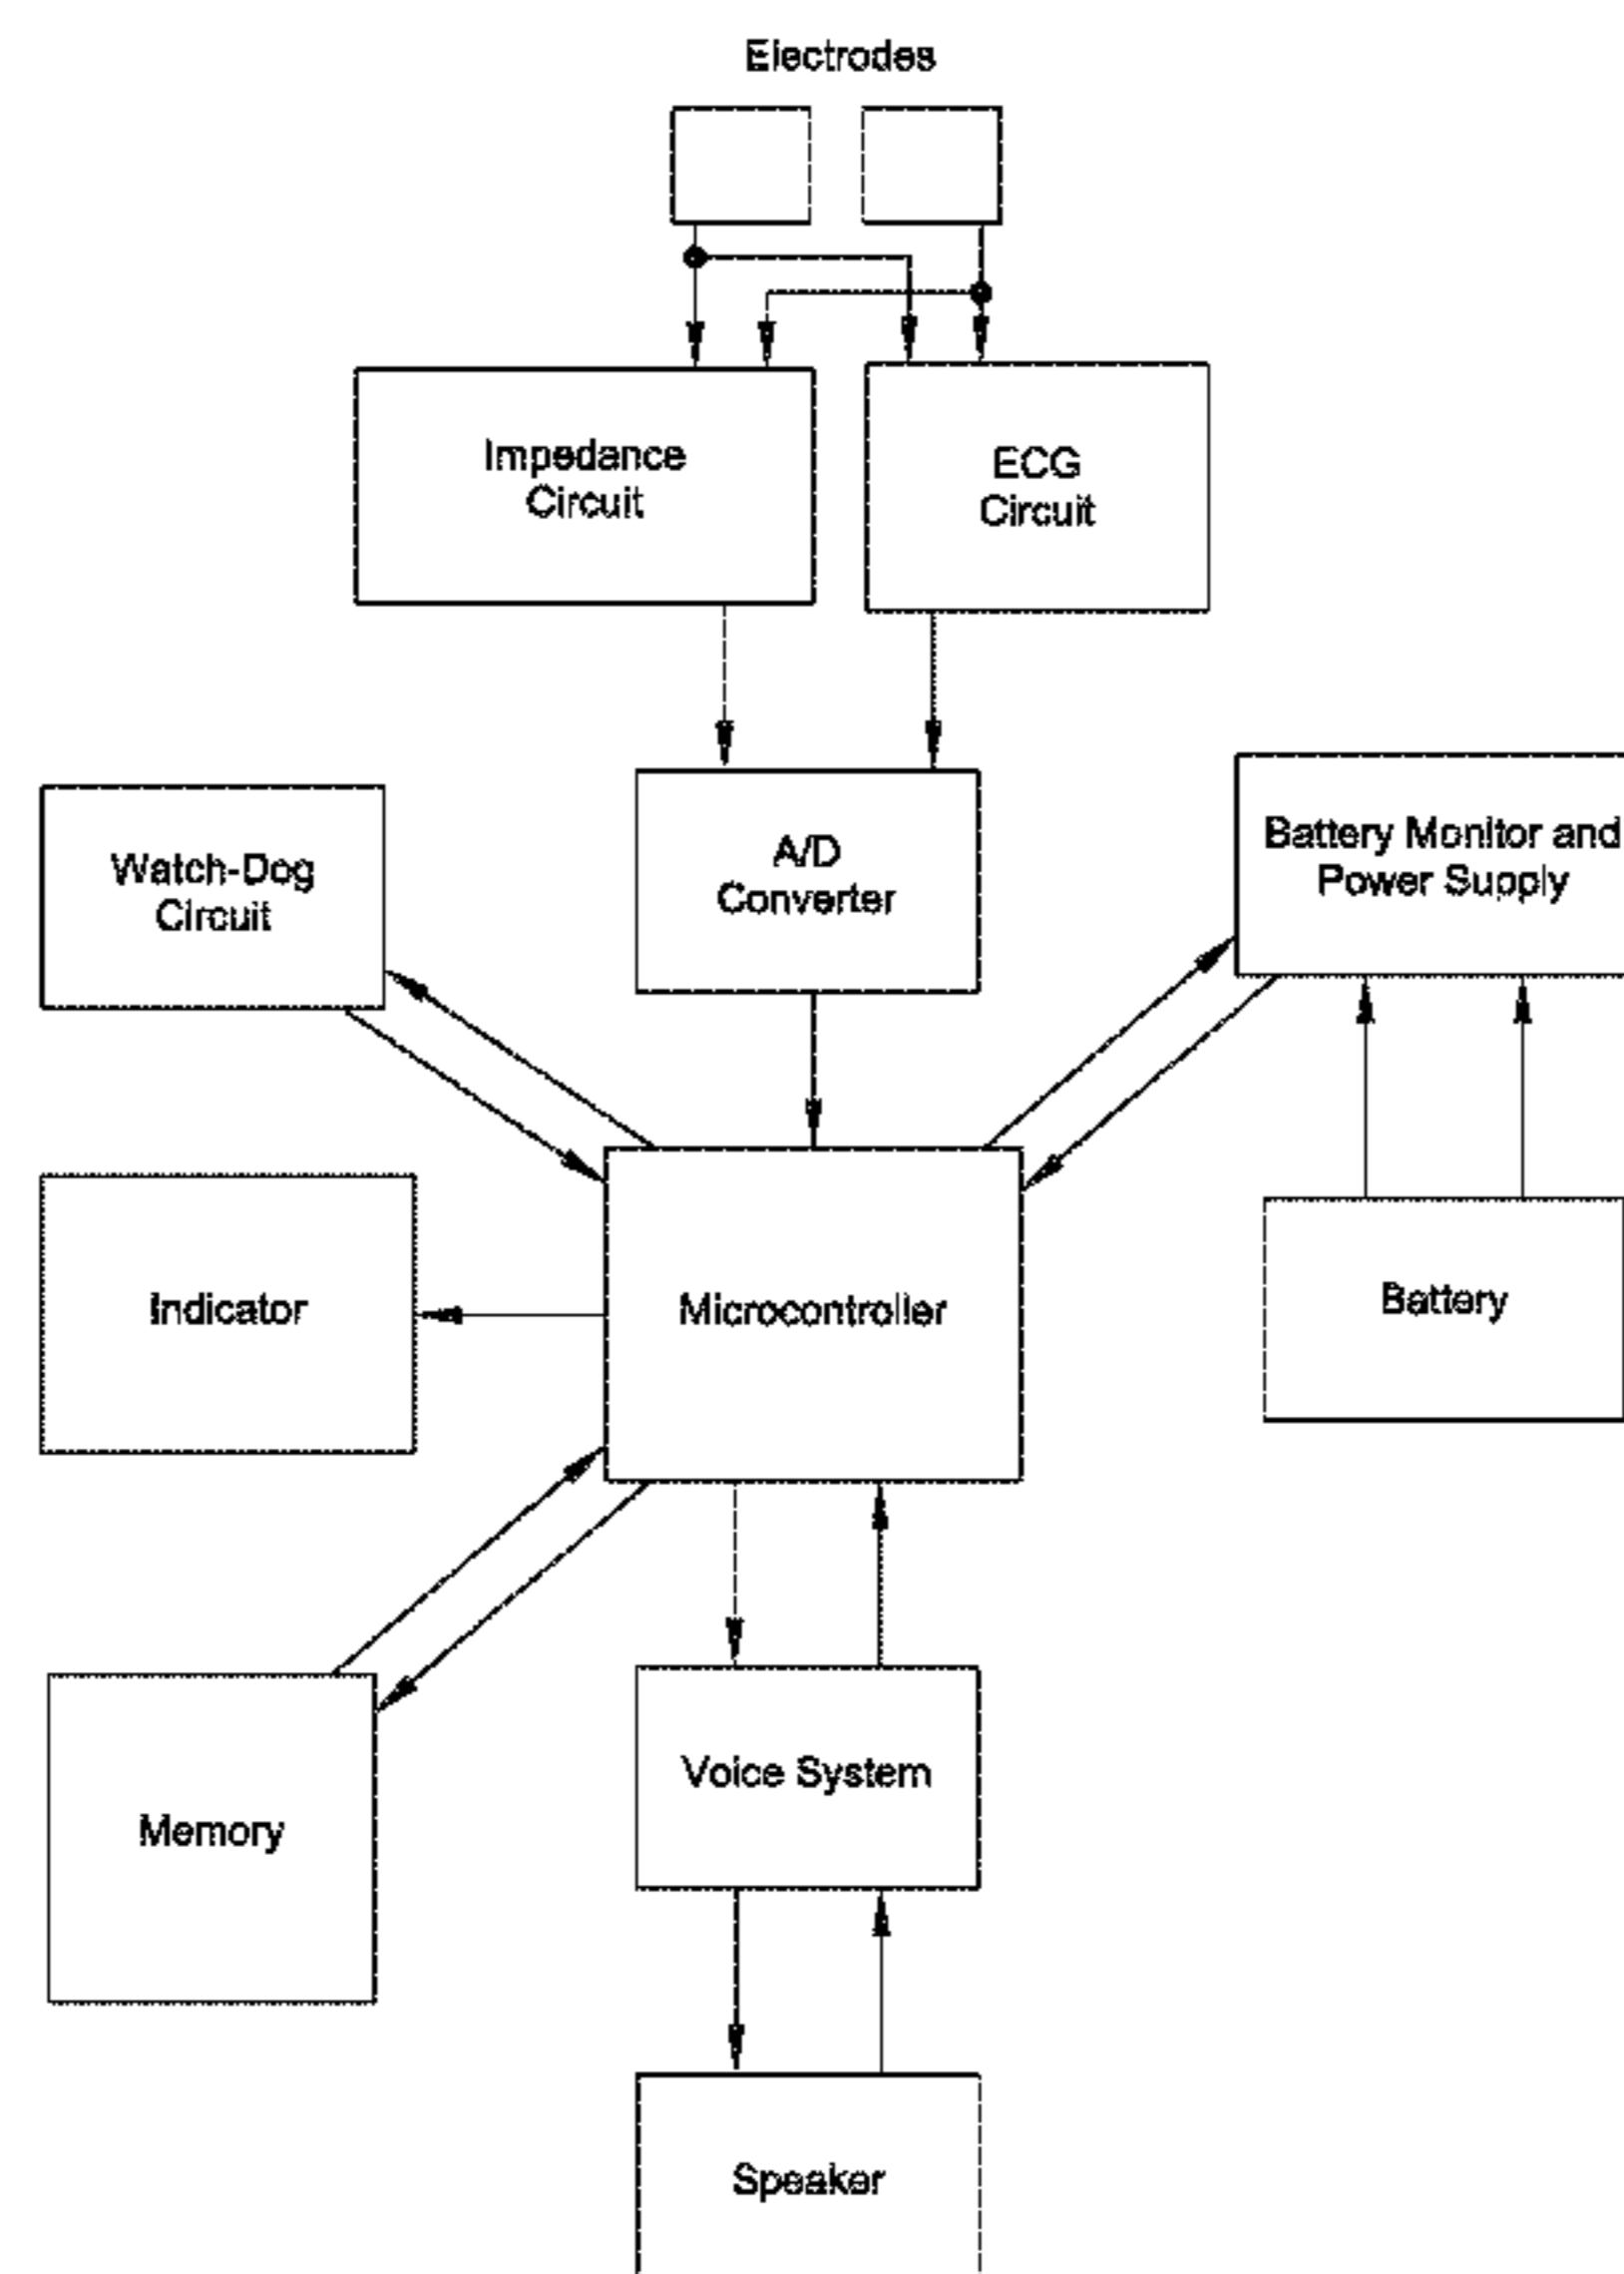 Electrodes
Impedance
Circuit
ECG
Circuit
Watch-Dog
Circuit
A/D
Converter
Battery Monitor and
Power Supply
Indicator
Microcontroller
Battery
Memory
Voice System
Speaker